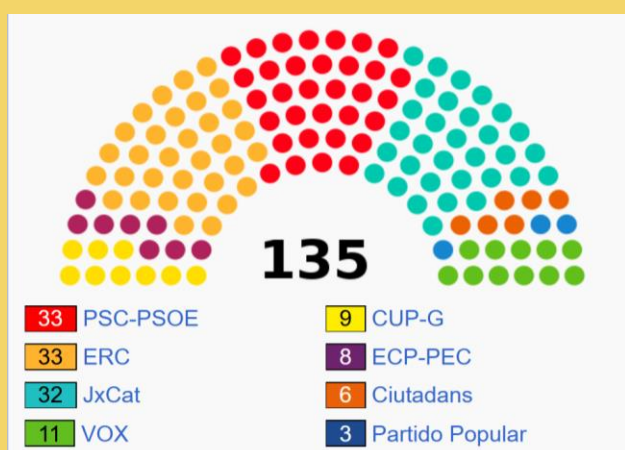 135
33 PSC-PSOE
33 ERC
32 JxCat
11 VOX
9 CUP-G
8 ECP-PEC
6 Ciutadans
3 Partido Popular